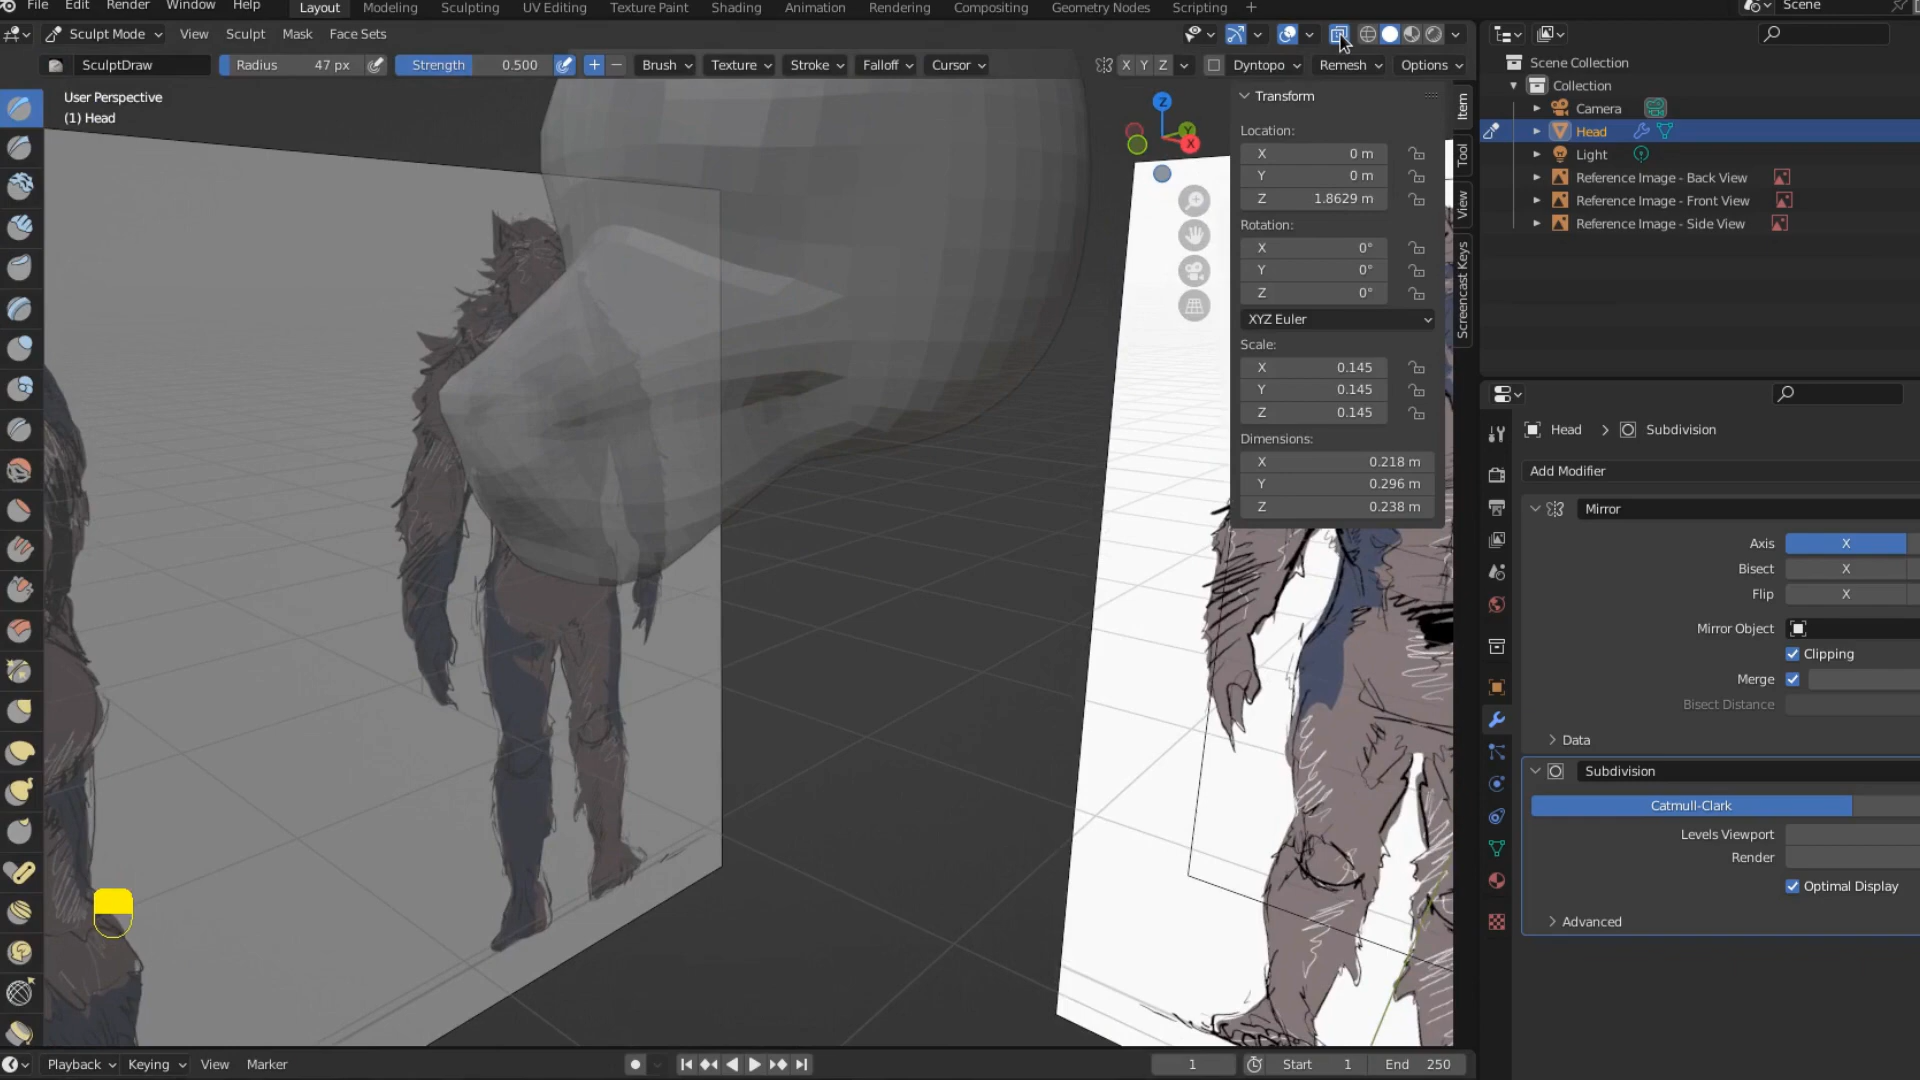 File Edit Render Window Help Layout Modeling Sculpting UV Editing Texture Paint Shading Animation Rendering Compositing Geometry Nodes Scripting + Scene
Sculpt Mode View Sculpt Mask Face Sets
SculptDraw Radius 47 px Strength 0.500 + − Brush Texture Stroke Falloff Cursor X Y Z Dyntopo Remesh Options
User Perspective
(1) Head
Z
Y
X
Transform
Location:
X 0 m
Y 0 m
Z 1.8629 m
Rotation:
X 0°
Y 0°
Z 0°
XYZ Euler
Scale:
X 0.145
Y 0.145
Z 0.145
Dimensions:
X 0.218 m
Y 0.296 m
Z 0.238 m
Item
Tool
View
Screencast Keys
Scene Collection
Collection
Camera
Head
Light
Reference Image - Back View
Reference Image - Front View
Reference Image - Side View
Head > Subdivision
Add Modifier
Mirror
Axis X
Bisect X
Flip X
Mirror Object
Clipping
Merge
Bisect Distance
Data
Subdivision
Catmull-Clark
Levels Viewport
Render
Optimal Display
Advanced
Playback Keying View Marker 1 Start 1 End 250